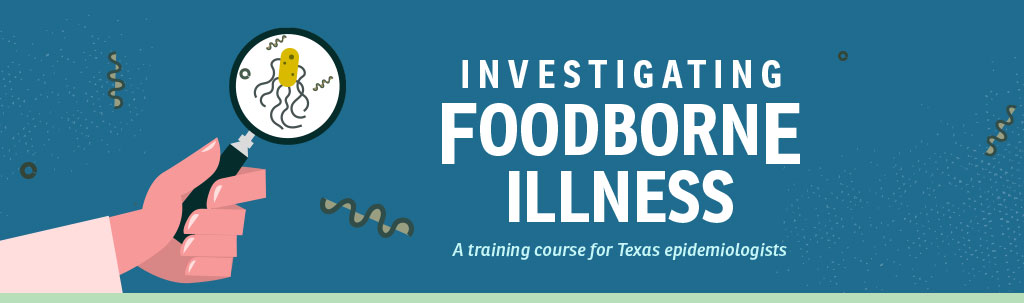 INVESTIGATING
FOODBORNE
ILLNESS
A training course for Texas epidemiologists